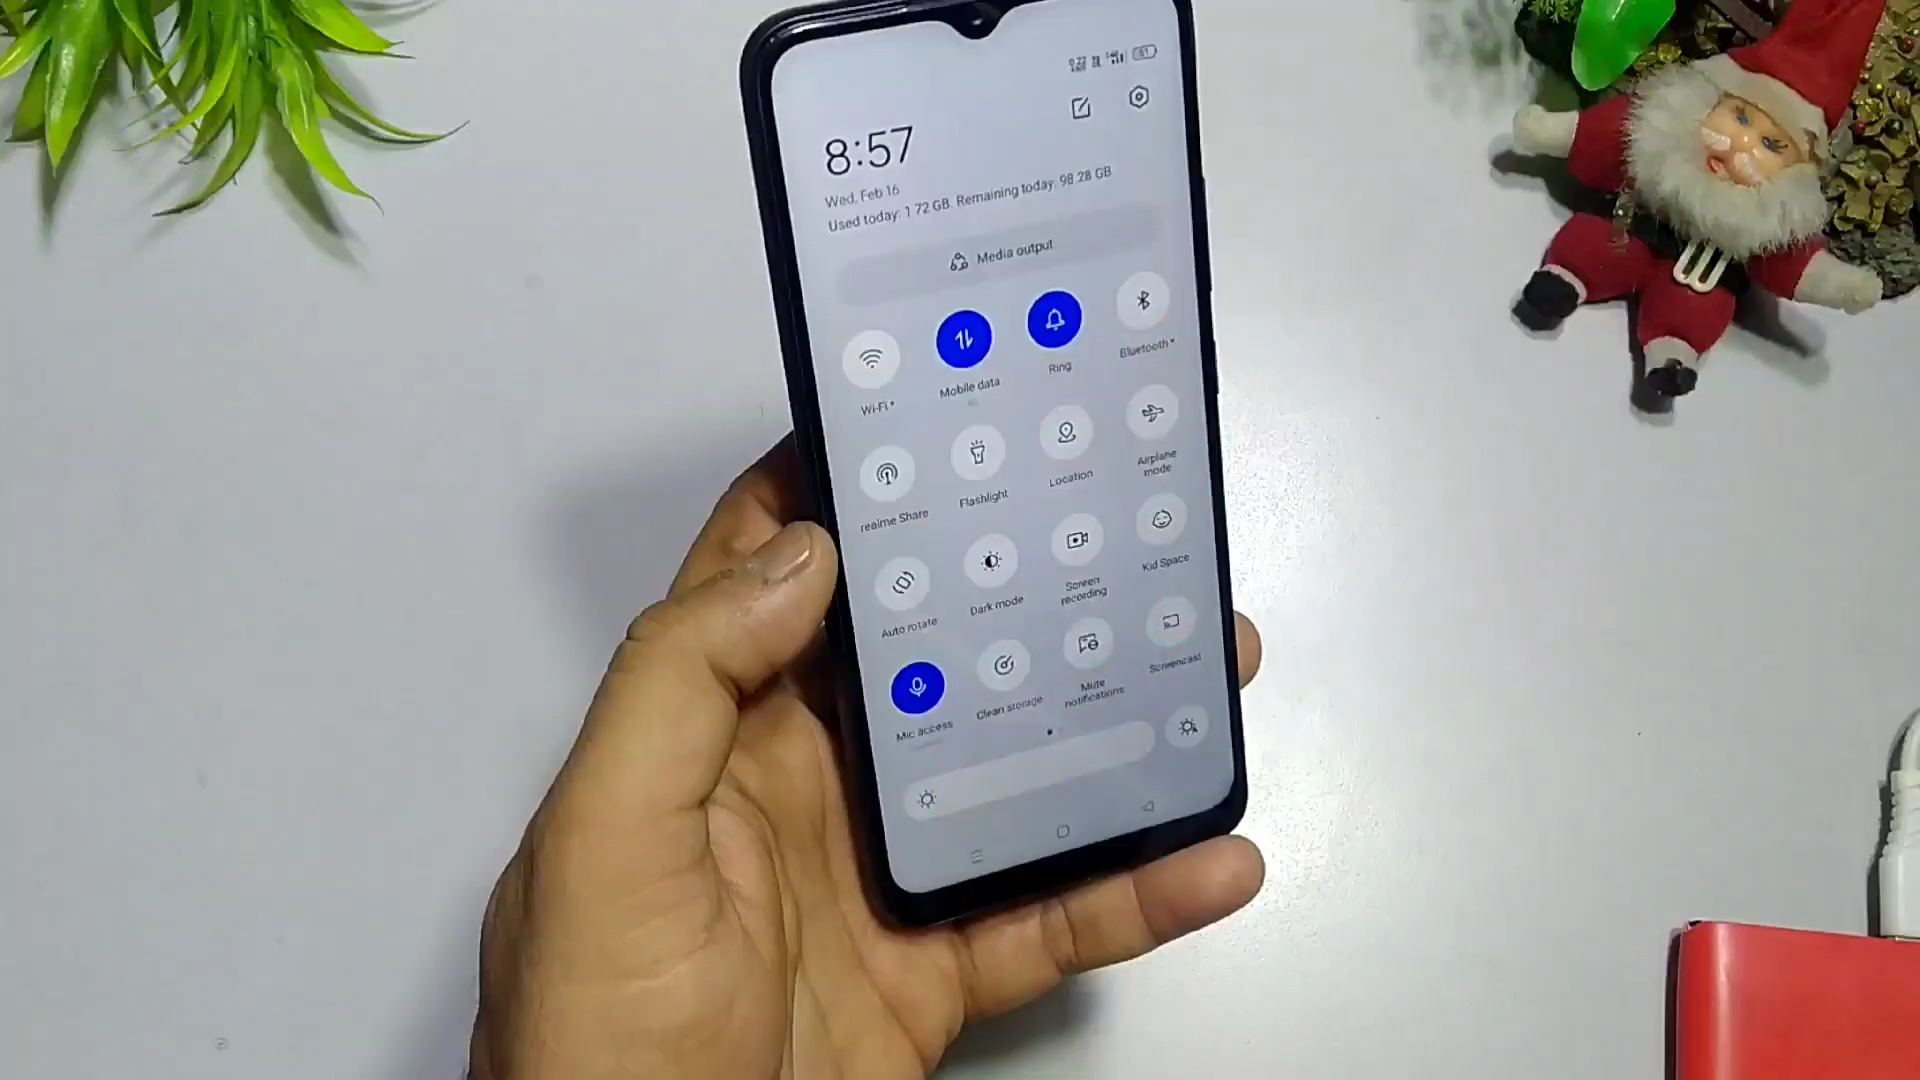 8:57
Wed, Feb 16
Used today: 1.72 GB. Remaining today: 98.28 GB
Media output
Wi-Fi
Mobile data
Ring
Bluetooth
realme Share
Flashlight
Location
Airplane
mode
Auto rotate
Dark mode
Screen
recording
Kid Space
Mic access
Clean storage
Mute
notifications
Screencast